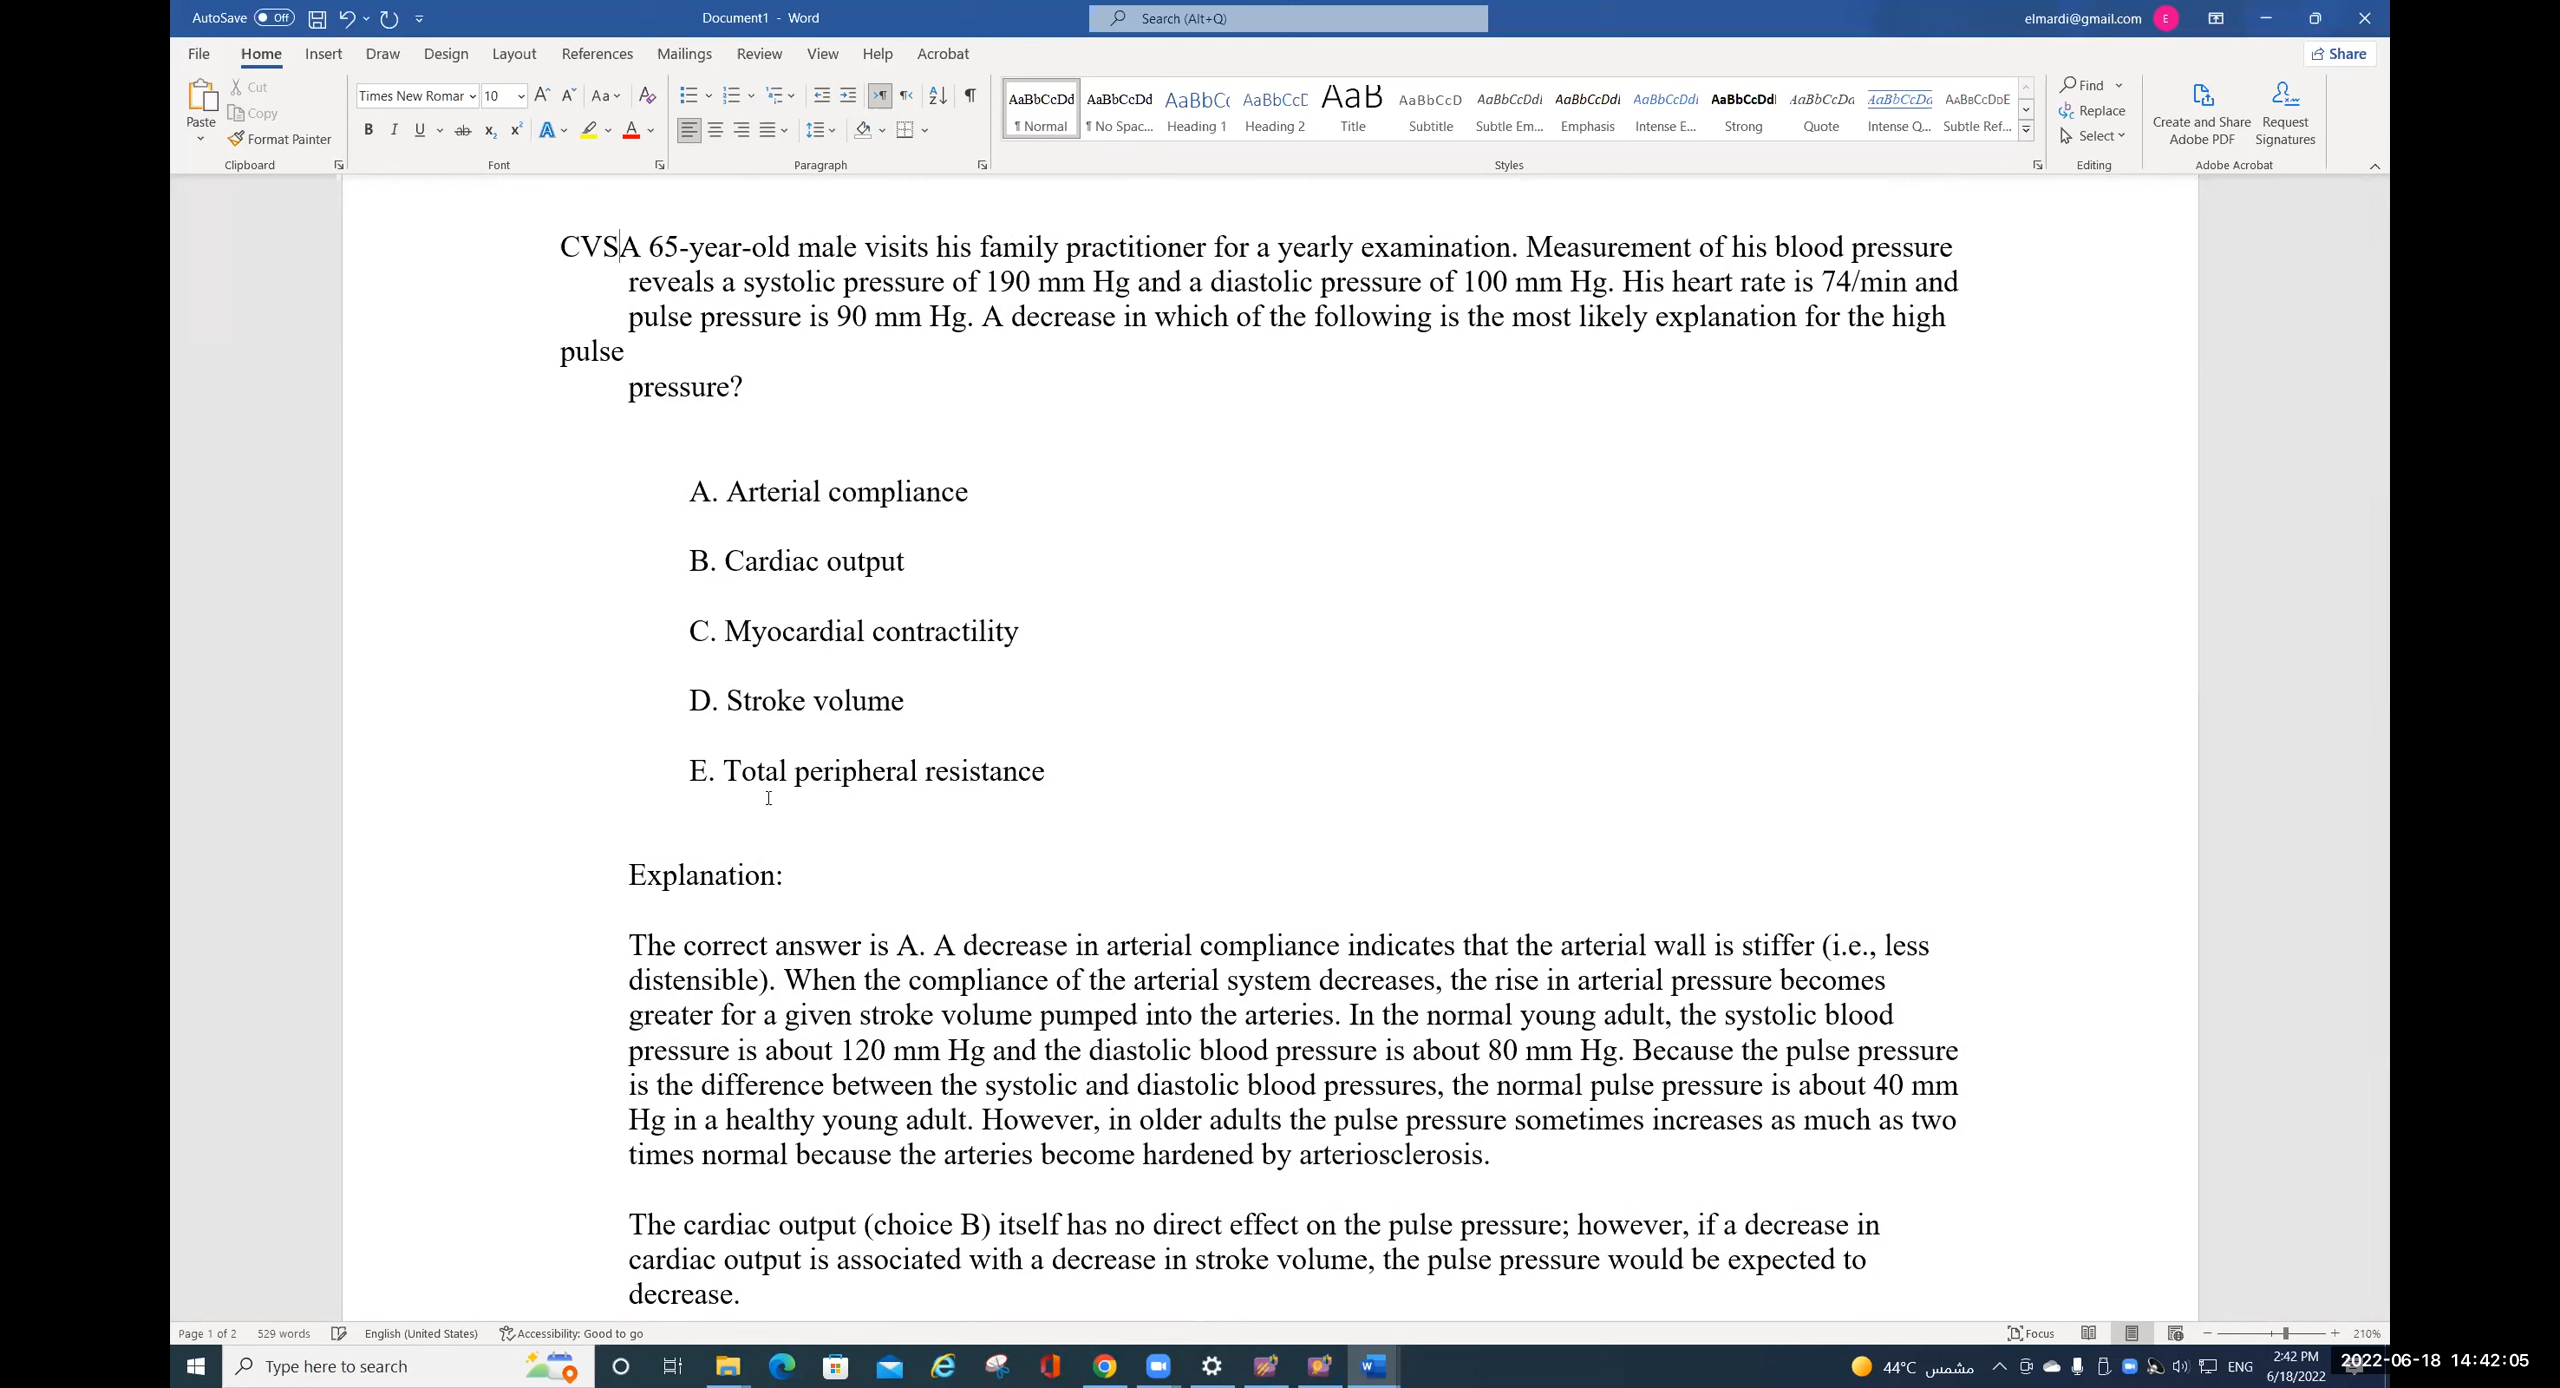 AutoSave Off
Document1 - Word
Search (Alt+Q)
elmardi@gmail.com E
File Home Insert Draw Design Layout References Mailings Review View Help Acrobat
Share
Paste
Cut
Copy
Format Painter
Clipboard
Times New Romar 10
Font
Paragraph
AaBbCcDd AaBbCcDd AaBbCc AaBbCcD AaB AaBbCcD AaBbCcDd AaBbCcDd AaBbCcDd AaBbCcDd AaBbCcDd AaBbCcDd AaBbCcDdE
¶ Normal ¶ No Spac... Heading 1 Heading 2 Title Subtitle Subtle Em... Emphasis Intense E... Strong Quote Intense Q... Subtle Ref...
Styles
Find
Replace
Select
Editing
Create and Share
Adobe PDF
Request
Signatures
Adobe Acrobat
CVSA 65-year-old male visits his family practitioner for a yearly examination. Measurement of his blood pressure
reveals a systolic pressure of 190 mm Hg and a diastolic pressure of 100 mm Hg. His heart rate is 74/min and
pulse pressure is 90 mm Hg. A decrease in which of the following is the most likely explanation for the high
pulse
pressure?
A. Arterial compliance
B. Cardiac output
C. Myocardial contractility
D. Stroke volume
E. Total peripheral resistance
Explanation:
The correct answer is A. A decrease in arterial compliance indicates that the arterial wall is stiffer (i.e., less
distensible). When the compliance of the arterial system decreases, the rise in arterial pressure becomes
greater for a given stroke volume pumped into the arteries. In the normal young adult, the systolic blood
pressure is about 120 mm Hg and the diastolic blood pressure is about 80 mm Hg. Because the pulse pressure
is the difference between the systolic and diastolic blood pressures, the normal pulse pressure is about 40 mm
Hg in a healthy young adult. However, in older adults the pulse pressure sometimes increases as much as two
times normal because the arteries become hardened by arteriosclerosis.
The cardiac output (choice B) itself has no direct effect on the pulse pressure; however, if a decrease in
cardiac output is associated with a decrease in stroke volume, the pulse pressure would be expected to
decrease.
Page 1 of 2 529 words English (United States) Accessibility: Good to go
Focus 210%
Type here to search
44°C مشمس
ENG
2:42 PM
6/18/2022
2022-06-18 14:42:05